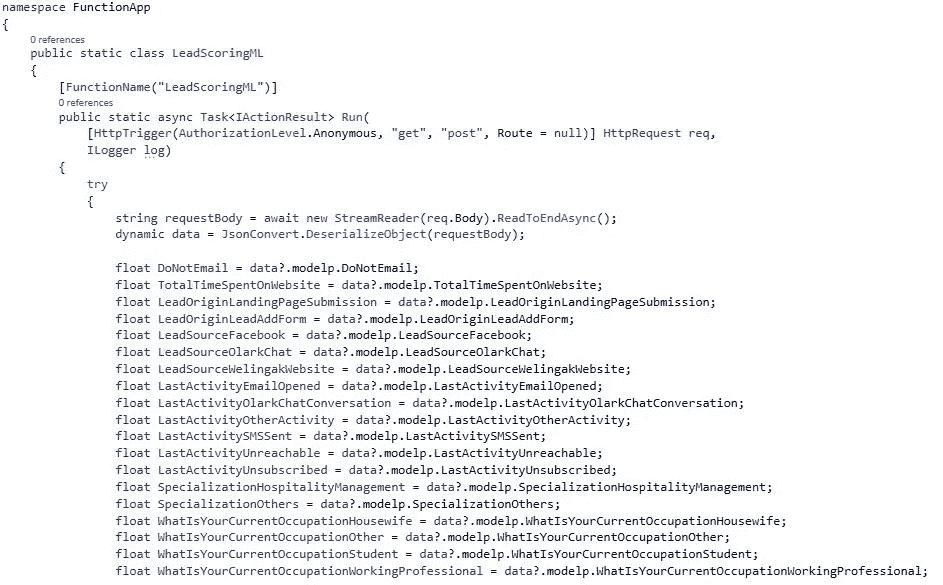 namespace FunctionApp
{
0 references
public static class LeadScoringML
{
[FunctionName("LeadScoringML")]
0 references
public static async Task<IActionResult> Run(
[HttpTrigger(AuthorizationLevel.Anonymous, "get", "post", Route = null)] HttpRequest req,
ILogger log)
{
try
{
string requestBody = await new StreamReader(req.Body).ReadToEndAsync();
dynamic data = JsonConvert.DeserializeObject(requestBody);
float DoNotEmail = data?.modelp.DoNotEmail;
float TotalTimeSpentOnWebsite = data?.modelp.TotalTimeSpentOnWebsite;
float LeadOriginLandingPageSubmission = data?.modelp.LeadOriginLandingPageSubmission;
float LeadOriginLeadAddForm = data?.modelp.LeadOriginLeadAddForm;
float LeadSourceFacebook = data?.modelp.LeadSourceFacebook;
float LeadSourceOlarkChat = data?.modelp.LeadSourceOlarkChat;
float LeadSourceWelingakWebsite = data?.modelp.LeadSourceWelingakWebsite;
float LastActivityEmailOpened = data?.modelp.LastActivityEmailOpened;
float LastActivityOlarkChatConversation = data?.modelp.LastActivityOlarkChatConversation;
float LastActivityOtherActivity = data?.modelp.LastActivityOtherActivity;
float LastActivitySMSSent = data?.modelp.LastActivitySMSSent;
float LastActivityUnreachable = data?.modelp.LastActivityUnreachable;
float LastActivityUnsubscribed = data?.modelp.LastActivityUnsubscribed;
float SpecializationHospitalityManagement = data?.modelp.SpecializationHospitalityManagement;
float SpecializationOthers = data?.modelp.SpecializationOthers;
float WhatIsYourCurrentOccupationHousewife = data?.modelp.WhatIsYourCurrentOccupationHousewife;
float WhatIsYourCurrentOccupationOther = data?.modelp.WhatIsYourCurrentOccupationOther;
float WhatIsYourCurrentOccupationStudent = data?.modelp.WhatIsYourCurrentOccupationStudent;
float WhatIsYourCurrentOccupationWorkingProfessional = data?.modelp.WhatIsYourCurrentOccupationWorkingProfessional;